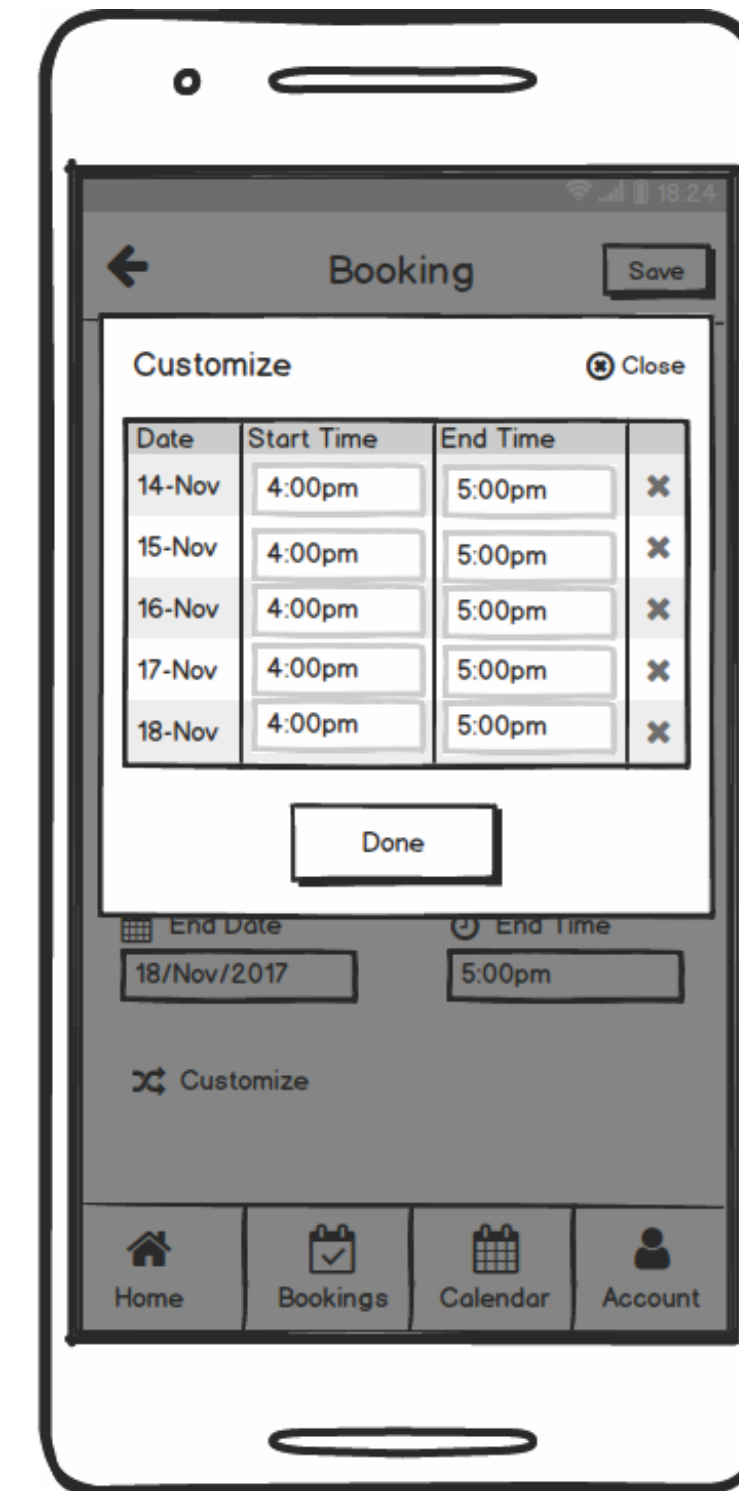 18:24
Booking Save
Customize Close
Date Start Time End Time
14-Nov 4:00pm 5:00pm
15-Nov 4:00pm 5:00pm
16-Nov 4:00pm 5:00pm
17-Nov 4:00pm 5:00pm
18-Nov 4:00pm 5:00pm
Done
End Date End Time
18/Nov/2017 5:00pm
Customize
Home Bookings Calendar Account